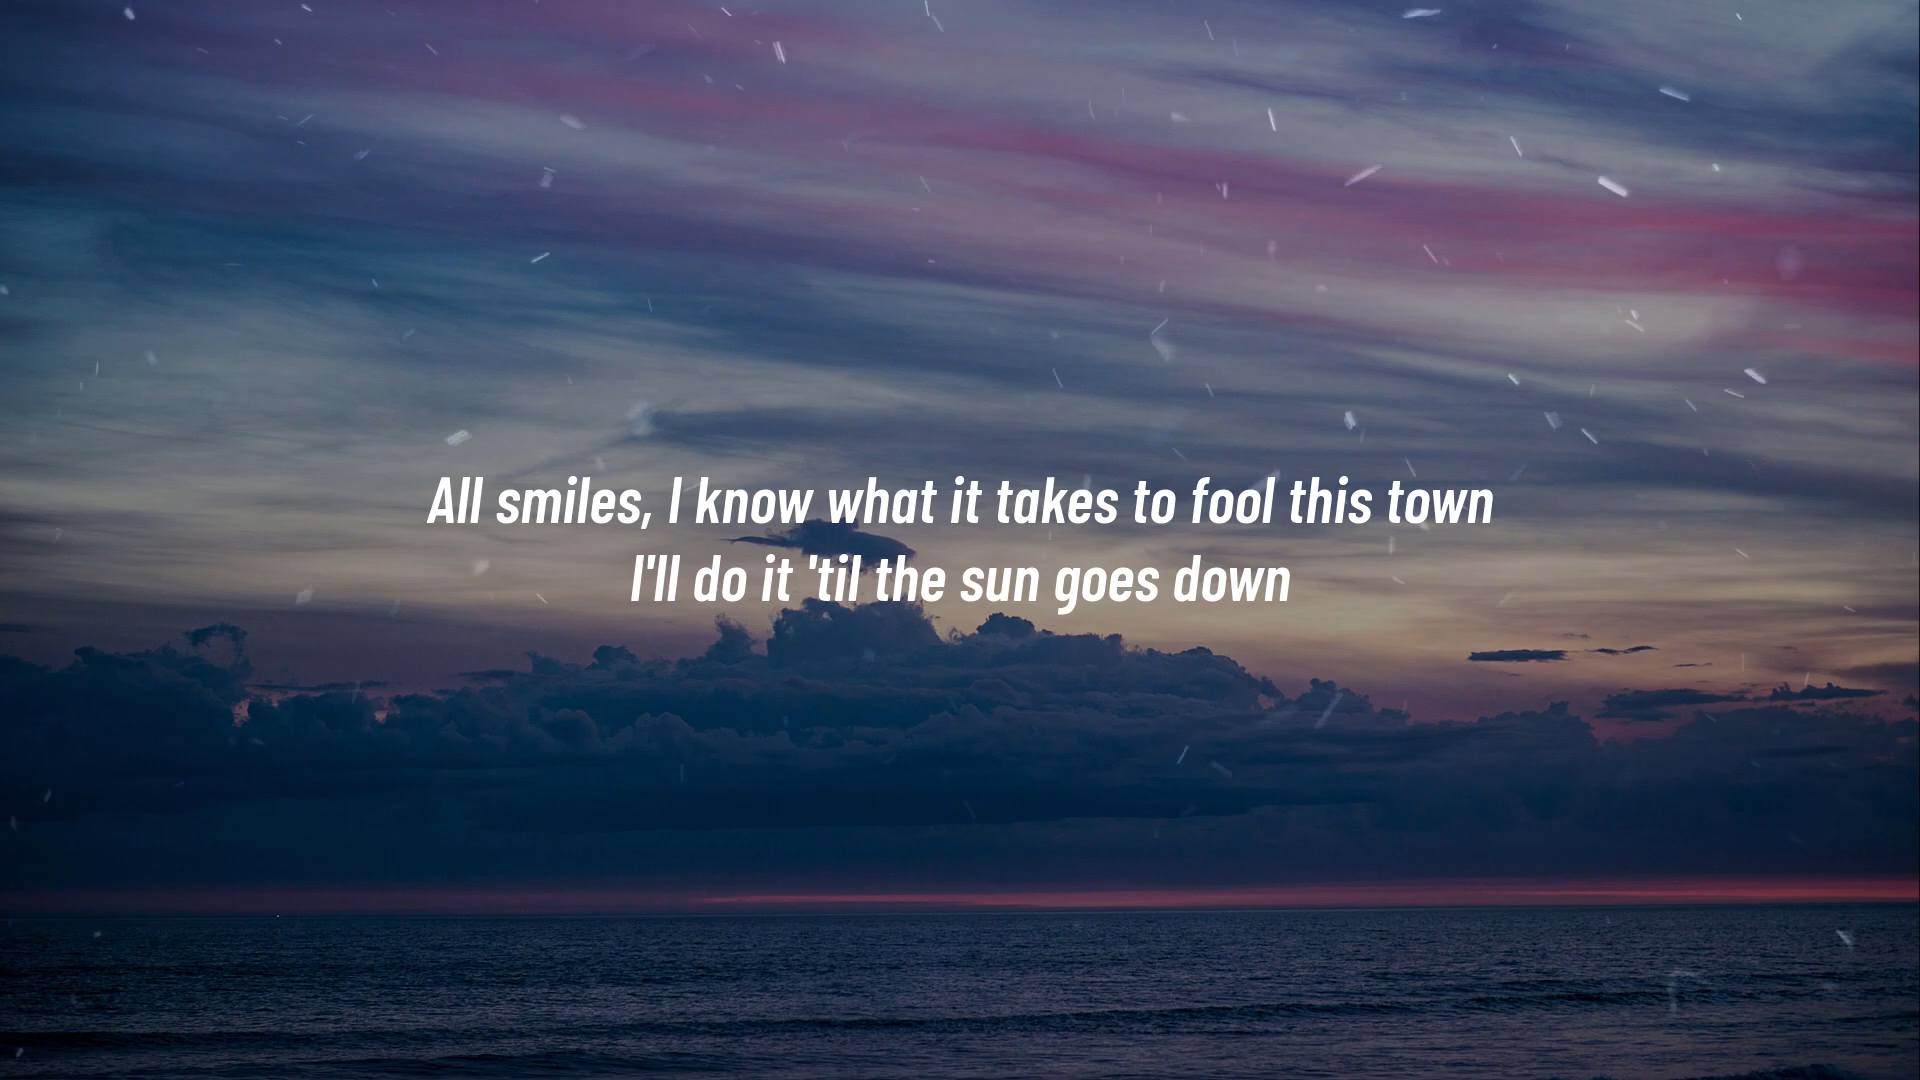 All smiles, I know what it takes to fool this town
I'll do it 'til the sun goes down